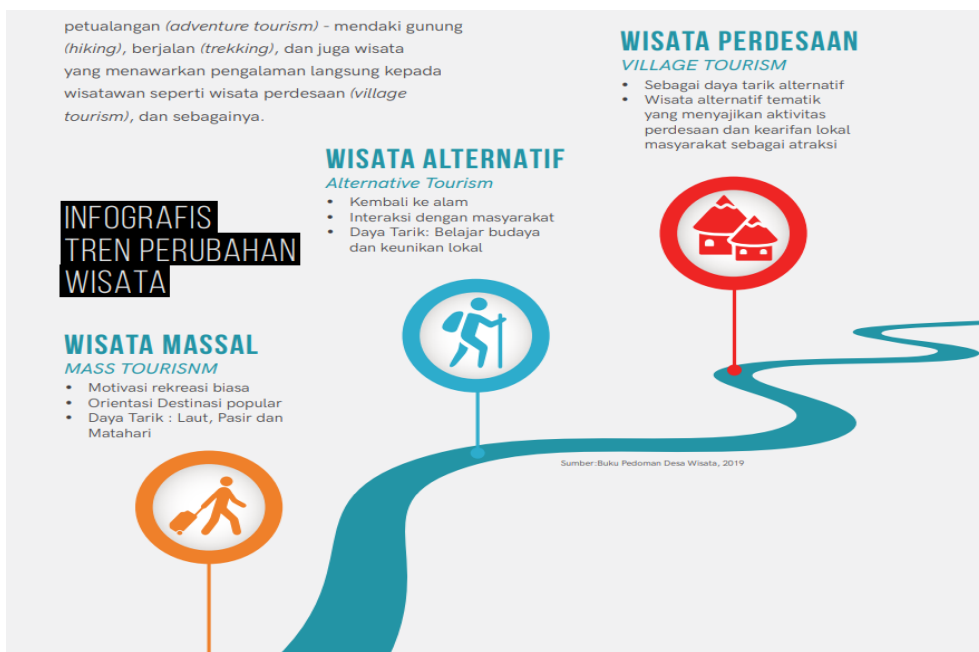 petualangan (adventure tourism) - mendaki gunung
(hiking), berjalan (trekking), dan juga wisata
yang menawarkan pengalaman langsung kepada
wisatawan seperti wisata perdesaan (village
tourism), dan sebagainya.
INFOGRAFIS
TREN PERUBAHAN
WISATA
WISATA MASSAL
MASS TOURISNM
• Motivasi rekreasi biasa
• Orientasi Destinasi popular
• Daya Tarik : Laut, Pasir dan
Matahari
WISATA ALTERNATIF
Alternative Tourism
• Kembali ke alam
• Interaksi dengan masyarakat
• Daya Tarik: Belajar budaya
dan keunikan lokal
WISATA PERDESAAN
VILLAGE TOURISM
• Sebagai daya tarik alternatif
• Wisata alternatif tematik
yang menyajikan aktivitas
perdesaan dan kearifan lokal
masyarakat sebagai atraksi
Sumber:Buku Pedoman Desa Wisata, 2019